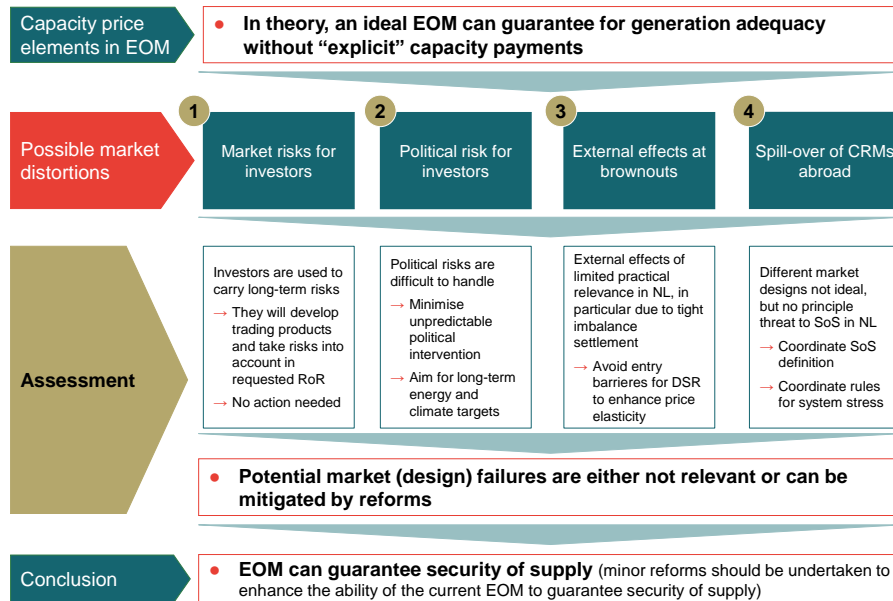 Capacity price
elements in EOM
• In theory, an ideal EOM can guarantee for generation adequacy
without “explicit” capacity payments
Possible market
distortions
1
Market risks for
investors
2
Political risk for
investors
3
External effects at
brownouts
4
Spill-over of CRMs
abroad
Assessment
Investors are used to
carry long-term risks
→ They will develop
trading products
and take risks into
account in
requested RoR
→ No action needed
Political risks are
difficult to handle
→ Minimise
unpredictable
political
intervention
→ Aim for long-term
energy and
climate targets
External effects of
limited practical
relevance in NL, in
particular due to tight
imbalance
settlement
→ Avoid entry
barrieres for DSR
to enhance price
elasticity
Different market
designs not ideal,
but no principle
threat to SoS in NL
→ Coordinate SoS
definition
→ Coordinate rules
for system stress
• Potential market (design) failures are either not relevant or can be
mitigated by reforms
Conclusion
• EOM can guarantee security of supply (minor reforms should be undertaken to
enhance the ability of the current EOM to guarantee security of supply)